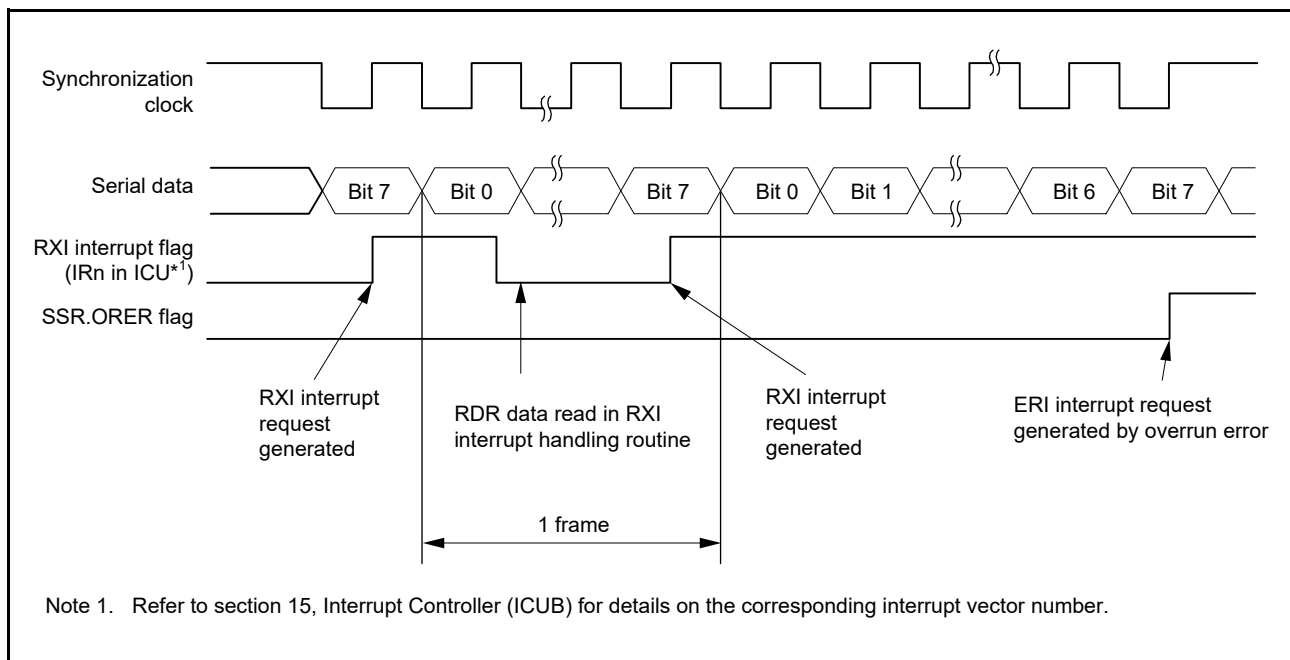 Synchronization
clock
Serial data
Bit 7
Bit 0
Bit 7
Bit 0
Bit 1
Bit 6
Bit 7
RXI interrupt flag
(IRn in ICU*1)
SSR.ORER flag
RXI interrupt
request
generated
RDR data read in RXI
interrupt handling routine
RXI interrupt
request
generated
ERI interrupt request
generated by overrun error
1 frame
Note 1. Refer to section 15, Interrupt Controller (ICUB) for details on the corresponding interrupt vector number.